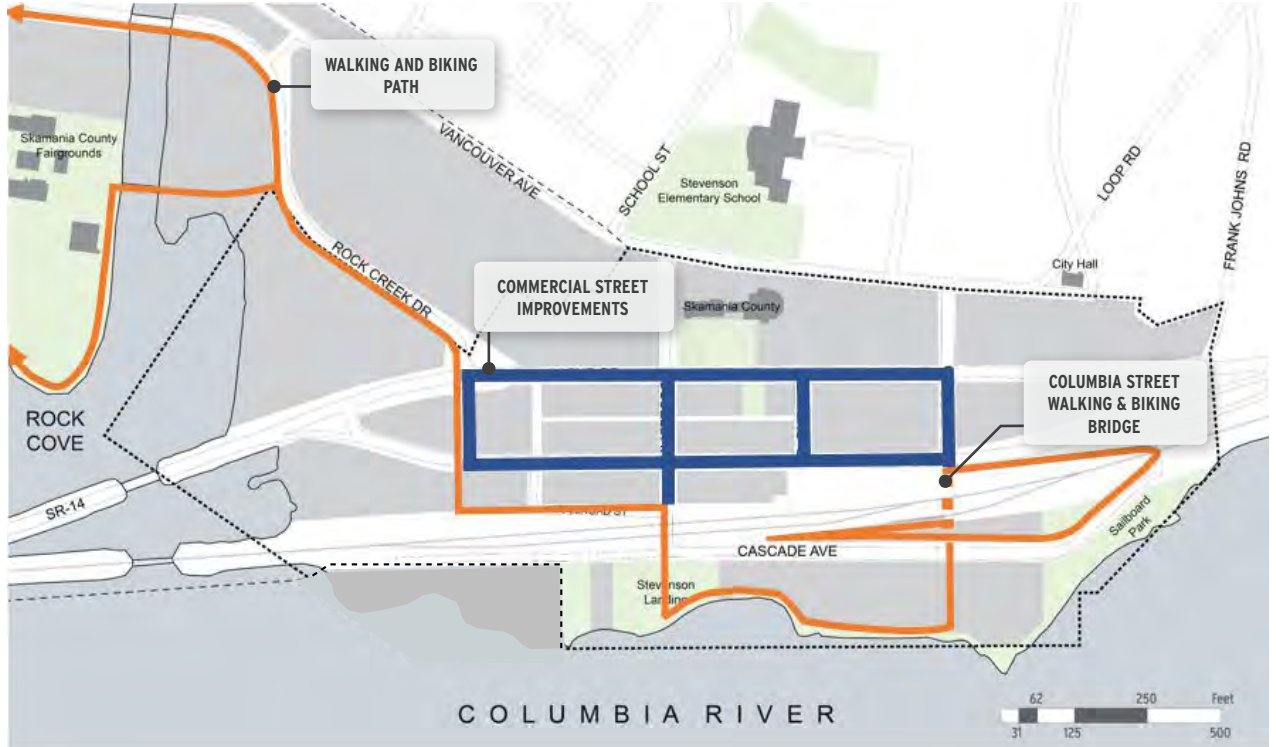 WALKING AND BIKING
PATH
Skamania County
Fairgrounds
VANCOUVER AVE
SCHOOL ST
Stevenson
Elementary School
LOOP RD
FRANK JOHNS RD
City Hall
ROCK CREEK DR
COMMERCIAL STREET
IMPROVEMENTS
Skamania County
COLUMBIA STREET
WALKING & BIKING
BRIDGE
ROCK
COVE
SR-14
Sailboard
Park
CASCADE AVE
Stevenson
Landing
COLUMBIA RIVER
62 250 Feet
31 125 500